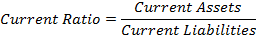 Current Ratio = Current Assets / Current Liabilities